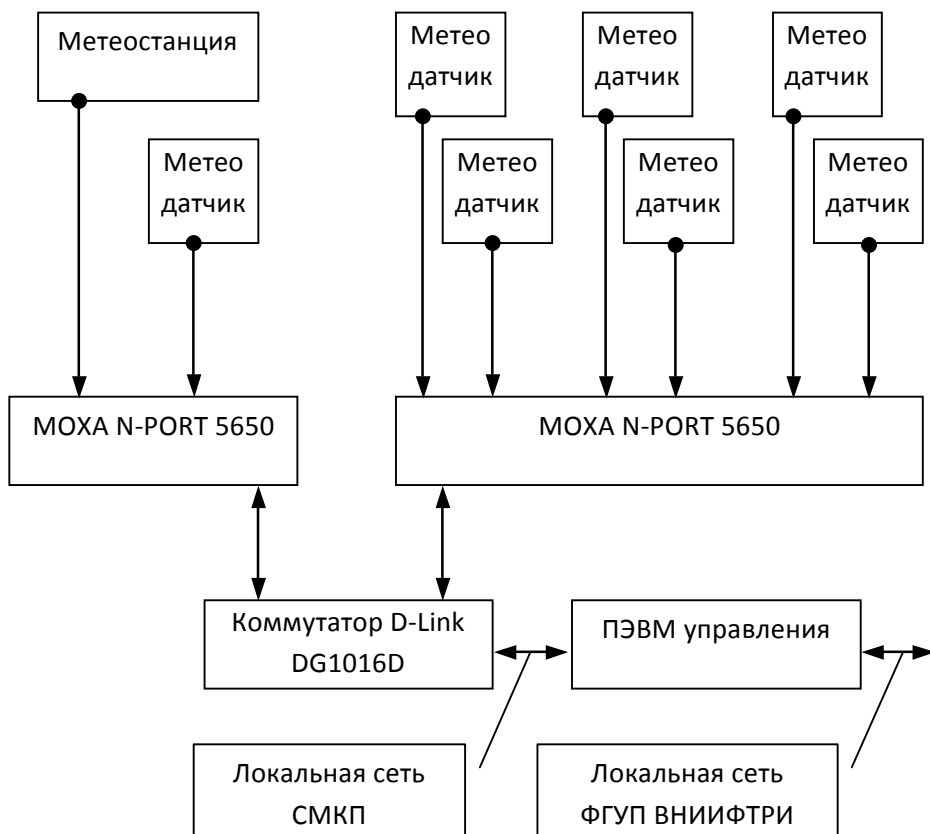 Метеостанция
Метео
датчик
Метео
датчик
Метео
датчик
Метео
датчик
Метео
датчик
Метео
датчик
Метео
датчик
MOXA N-PORT 5650
MOXA N-PORT 5650
Коммутатор D-Link
DG1016D
ПЭВМ управления
Локальная сеть
СМКП
Локальная сеть
ФГУП ВНИИФТРИ